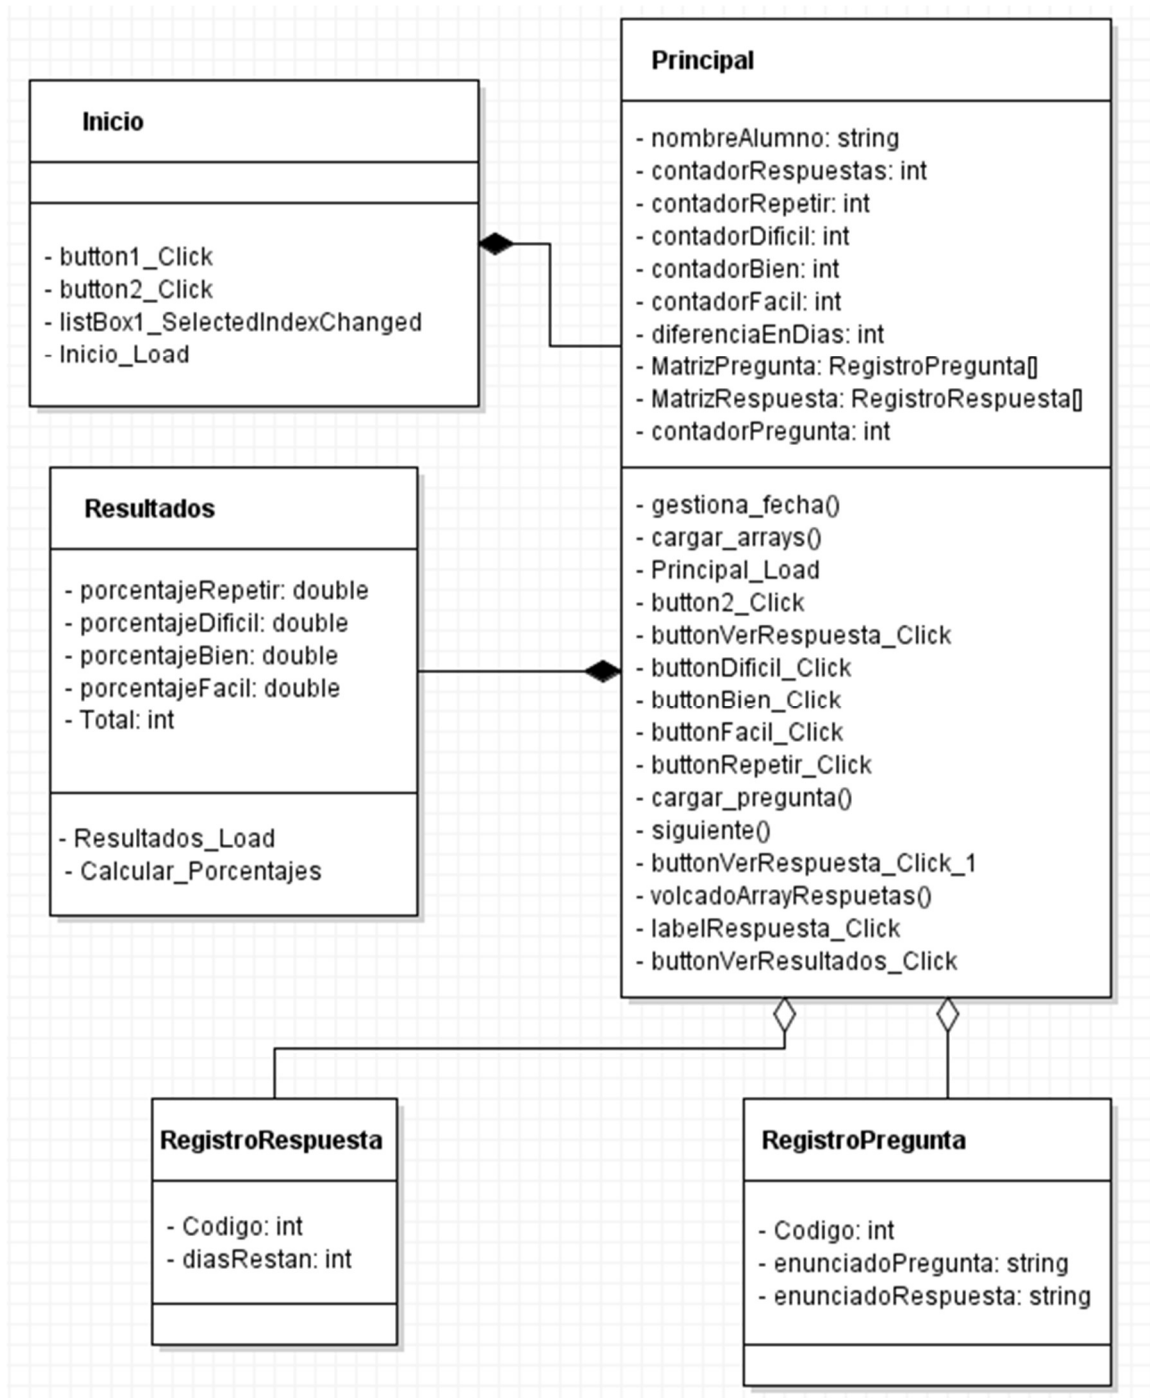 Inicio
- button1_Click
- button2_Click
- listBox1_SelectedIndexChanged
- Inicio_Load
Principal
- nombreAlumno: string
- contadorRespuestas: int
- contadorRepetir: int
- contadorDificil: int
- contadorBien: int
- contadorFacil: int
- diferenciaEnDias: int
- MatrizPregunta: RegistroPregunta[]
- MatrizRespuesta: RegistroRespuesta[]
- contadorPregunta: int
- gestiona_fecha()
- cargar_arrays()
- Principal_Load
- button2_Click
- buttonVerRespuesta_Click
- buttonDificil_Click
- buttonBien_Click
- buttonFacil_Click
- buttonRepetir_Click
- cargar_pregunta()
- siguiente()
- buttonVerRespuesta_Click_1
- volcadoArrayRespuetas()
- labelRespuesta_Click
- buttonVerResultados_Click
Resultados
- porcentajeRepetir: double
- porcentajeDificil: double
- porcentajeBien: double
- porcentajeFacil: double
- Total: int
- Resultados_Load
- Calcular_Porcentajes
RegistroRespuesta
- Codigo: int
- diasRestan: int
RegistroPregunta
- Codigo: int
- enunciadoPregunta: string
- enunciadoRespuesta: string